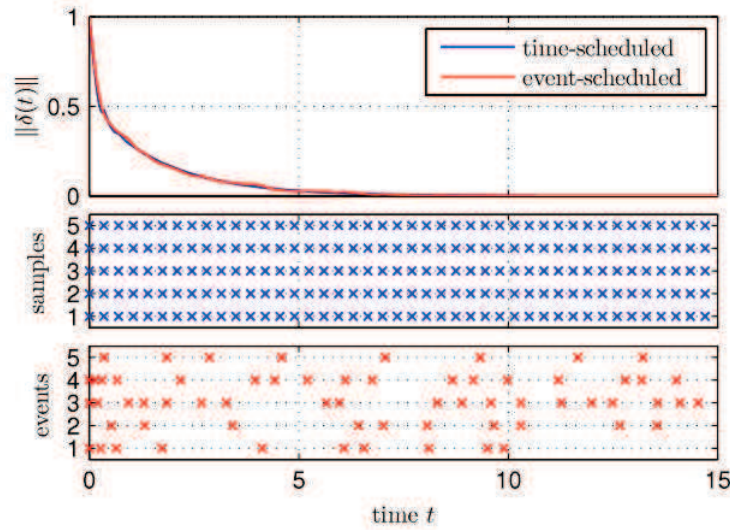 1
0.5
0
||δ(t)||
time-scheduled
event-scheduled
5
4
3
2
1
samples
5
4
3
2
1
events
0 5 10 15
time t